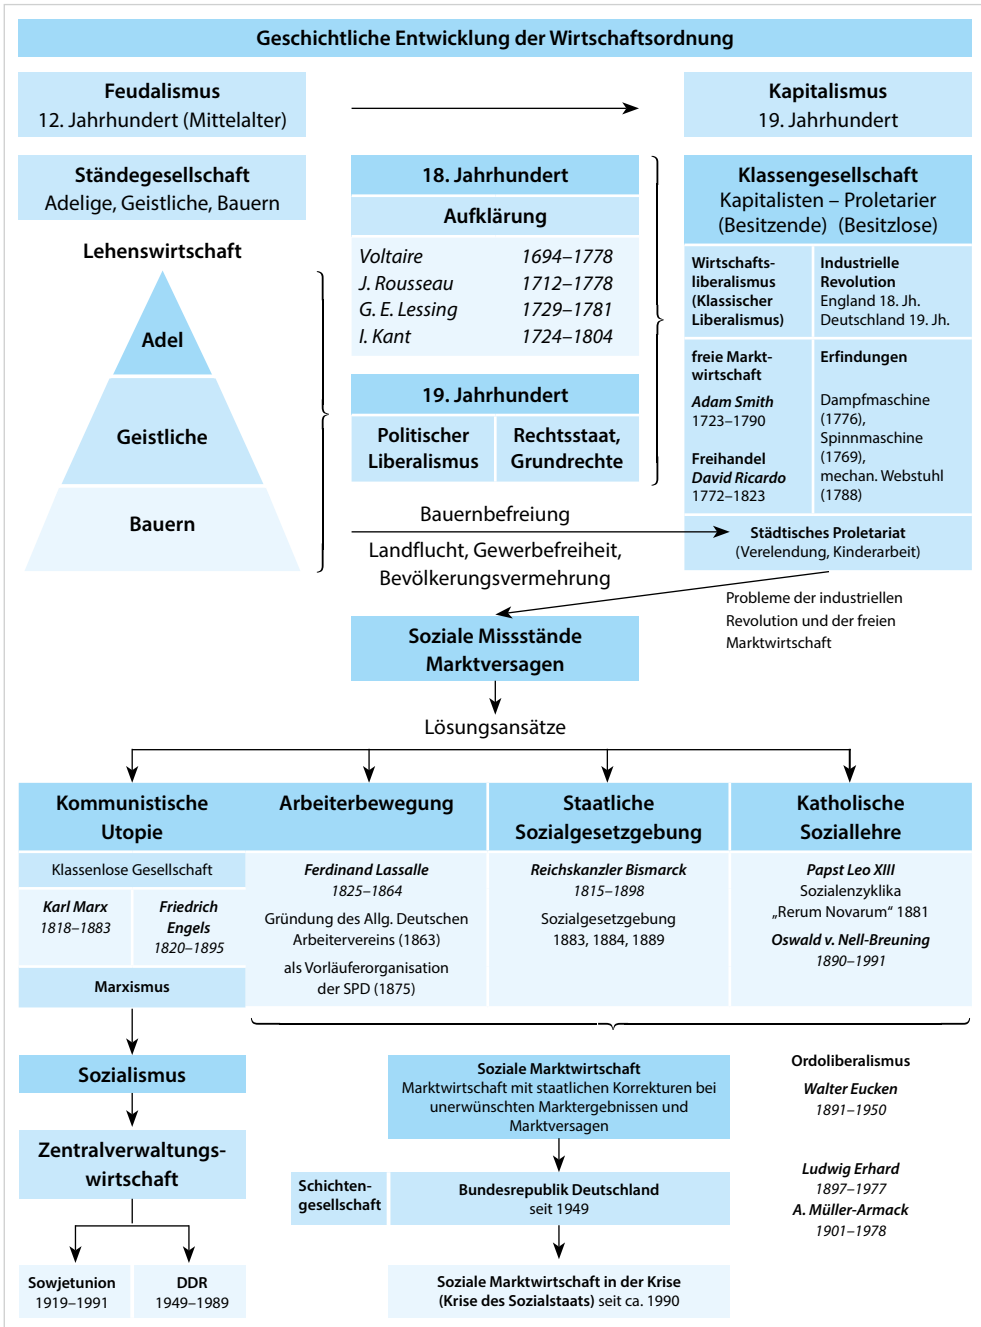 Geschichtliche Entwicklung der Wirtschaftsordnung
Feudalismus
12. Jahrhundert (Mittelalter)
Kapitalismus
19. Jahrhundert
Ständegesellschaft
Adelige, Geistliche, Bauern
Lehenswirtschaft
Adel
Geistliche
Bauern
18. Jahrhundert
Aufklärung
Voltaire 1694–1778
J. Rousseau 1712–1778
G. E. Lessing 1729–1781
I. Kant 1724–1804
19. Jahrhundert
Politischer
Liberalismus
Rechtsstaat,
Grundrechte
Klassengesellschaft
Kapitalisten – Proletarier
(Besitzende) (Besitzlose)
Wirtschafts-
liberalismus
(Klassischer
Liberalismus)
Industrielle
Revolution
England 18. Jh.
Deutschland 19. Jh.
freie Markt-
wirtschaft
Adam Smith
1723–1790
Freihandel
David Ricardo
1772–1823
Erfindungen
Dampfmaschine
(1776),
Spinnmaschine
(1769),
mechan. Webstuhl
(1788)
Bauernbefreiung
Landflucht, Gewerbefreiheit,
Bevölkerungsvermehrung
Städtisches Proletariat
(Verelendung, Kinderarbeit)
Probleme der industriellen
Revolution und der freien
Marktwirtschaft
Soziale Missstände
Marktversagen
Lösungsansätze
Kommunistische
Utopie
Klassenlose Gesellschaft
Karl Marx
1818–1883
Friedrich
Engels
1820–1895
Marxismus
Arbeiterbewegung
Ferdinand Lassalle
1825–1864
Gründung des Allg. Deutschen
Arbeitervereins (1863)
als Vorläuferorganisation
der SPD (1875)
Staatliche
Sozialgesetzgebung
Reichskanzler Bismarck
1815–1898
Sozialgesetzgebung
1883, 1884, 1889
Katholische
Soziallehre
Papst Leo XIII
Sozialenzyklika
„Rerum Novarum“ 1881
Oswald v. Nell-Breuning
1890–1991
Sozialismus
Zentralverwaltungs-
wirtschaft
Sowjetunion
1919–1991
DDR
1949–1989
Soziale Marktwirtschaft
Marktwirtschaft mit staatlichen Korrekturen bei
unerwünschten Marktergebnissen und
Marktversagen
Schichten-
gesellschaft
Bundesrepublik Deutschland
seit 1949
Soziale Marktwirtschaft in der Krise
(Krise des Sozialstaats) seit ca. 1990
Ordoliberalismus
Walter Eucken
1891–1950
Ludwig Erhard
1897–1977
A. Müller-Armack
1901–1978